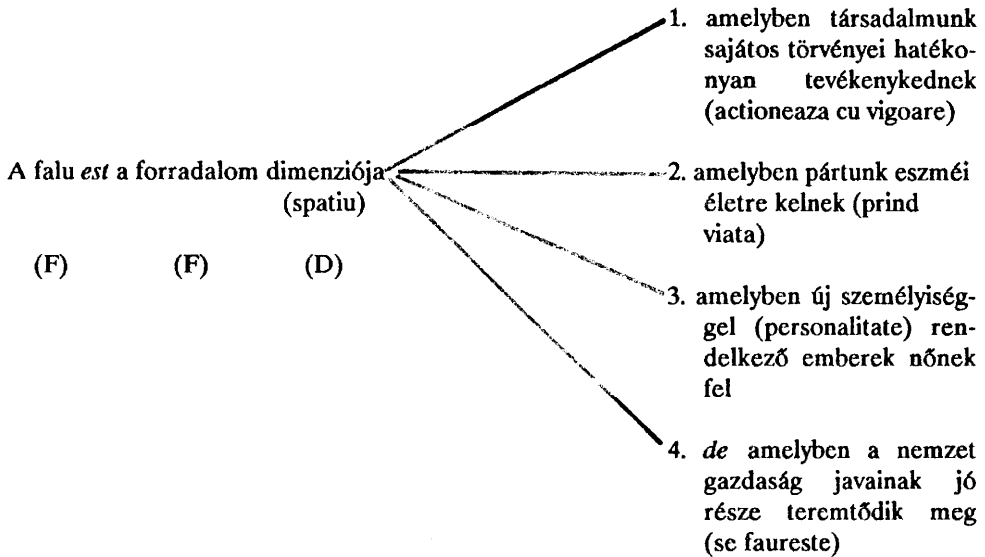 A falu est a forradalom dimenziója
(spatiu)
(F) (F) (D)
1. amelyben társadalmunk
sajátos törvényei hatéko-
nyan tevékenykednek
(actioneaza cu vigoare)
2. amelyben pártunk eszméi
életre kelnek (prind
viata)
3. amelyben új személyiség-
gel (personalitate) ren-
delkező emberek nőnek
fel
4. de amelyben a nemzet
gazdaság javainak jó
része teremtődik meg
(se faureste)